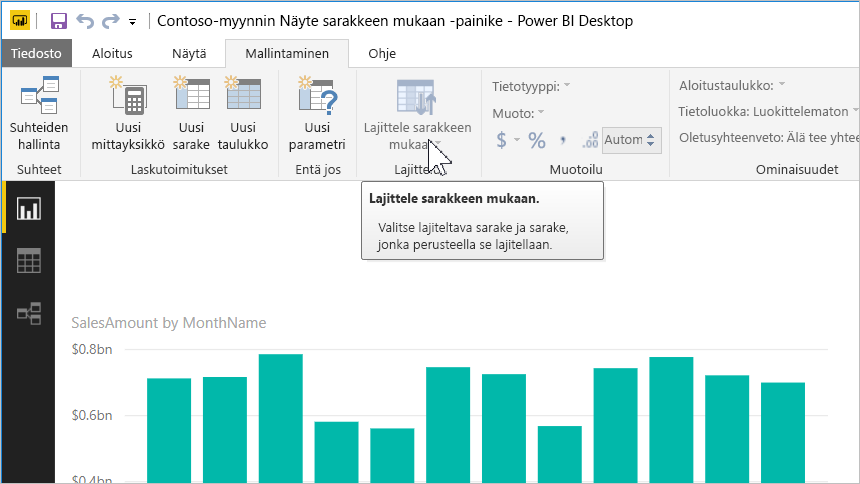 Contoso-myynnin Näyte sarakkeen mukaan -painike - Power BI Desktop
Tiedosto Aloitus Näytä Mallintaminen Ohje
Suhteiden
hallinta
Suhteet
Uusi
mittayksikkö
Uusi
sarake
Uusi
taulukko
Laskutoimitukset
Uusi
parametri
Entä jos
Lajittele sarakkeen
Tietotyyppi:
Muoto:
$ % , .00 Autom
Muotoilu
Aloitustaulukko:
Tietoluokka: Luokittelematon
Oletusyhteenveto: Älä tee
Ominaisuudet
Lajittele sarakkeen mukaan.
Valitse lajiteltava sarake ja sarake,
jonka perusteella se lajitellaan.
SalesAmount by MonthName
$0.8bn
$0.6bn
$0.4bn